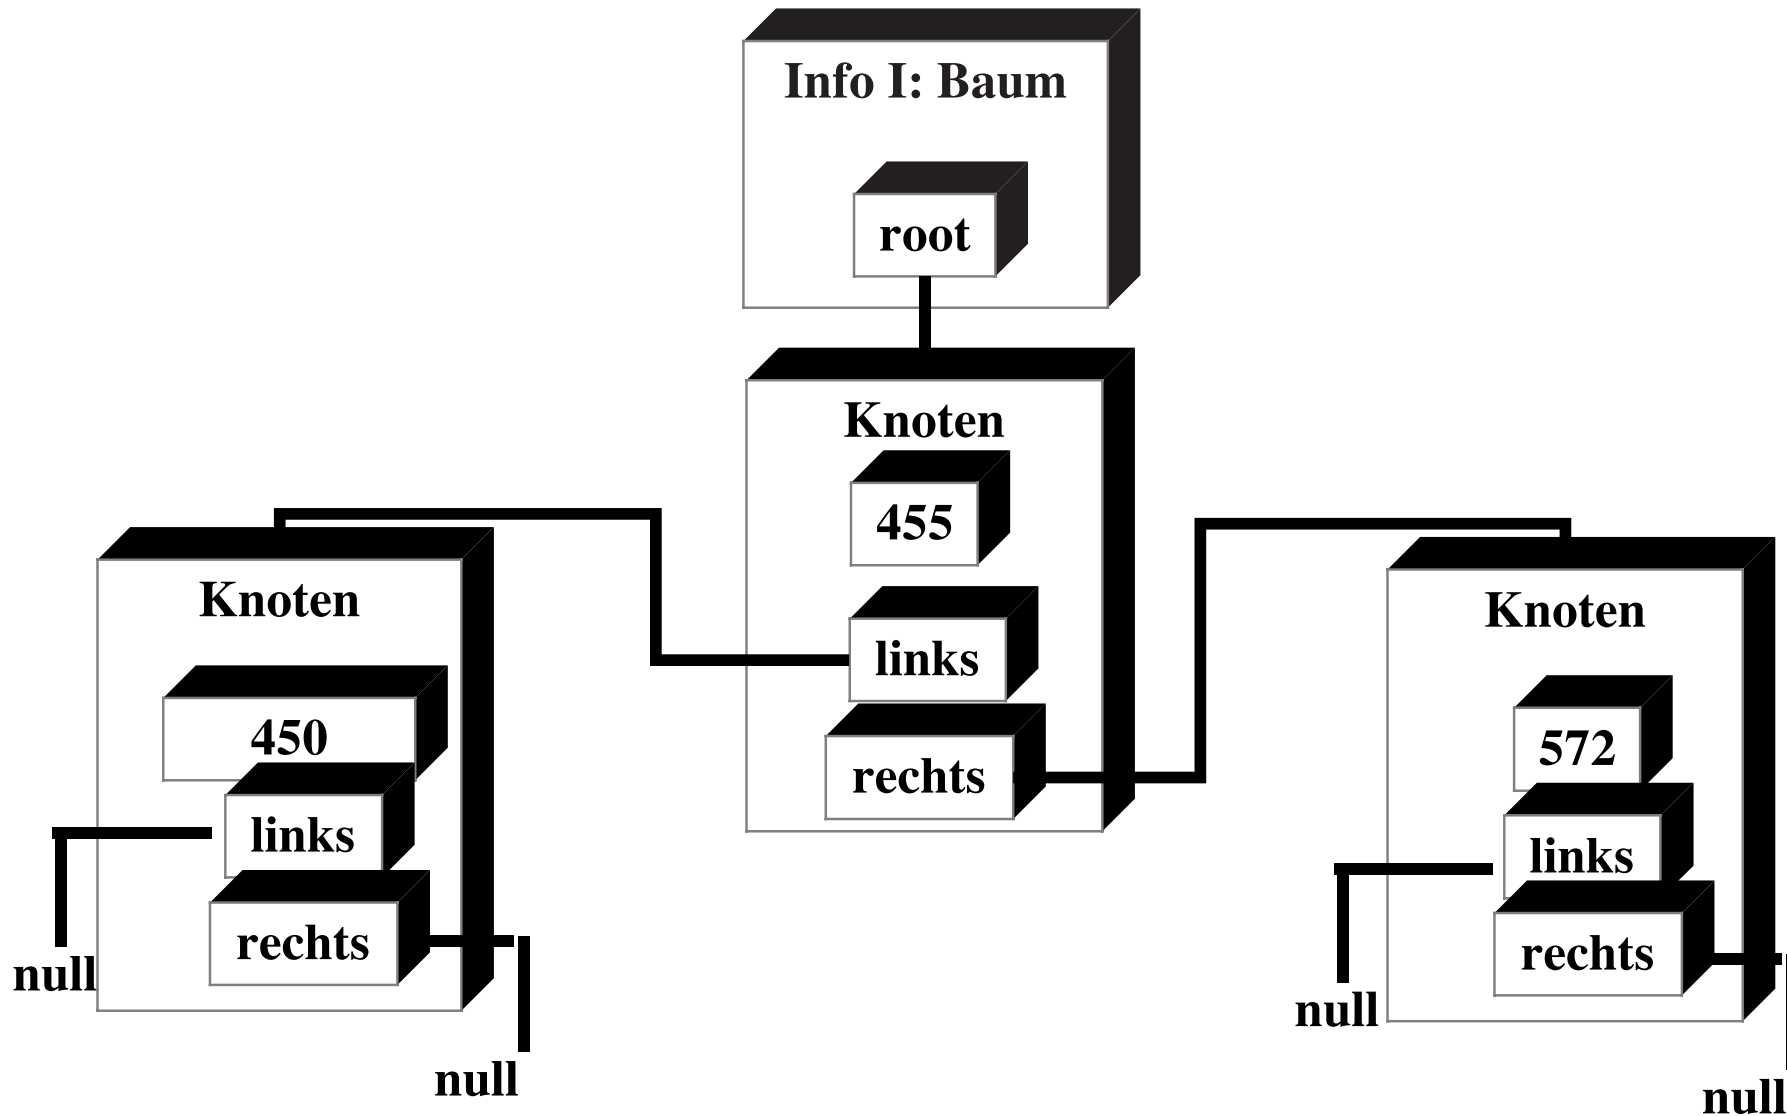 Info I: Baum
root
Knoten
455
links
rechts
Knoten
450
links
rechts
null
null
Knoten
572
links
rechts
null
null